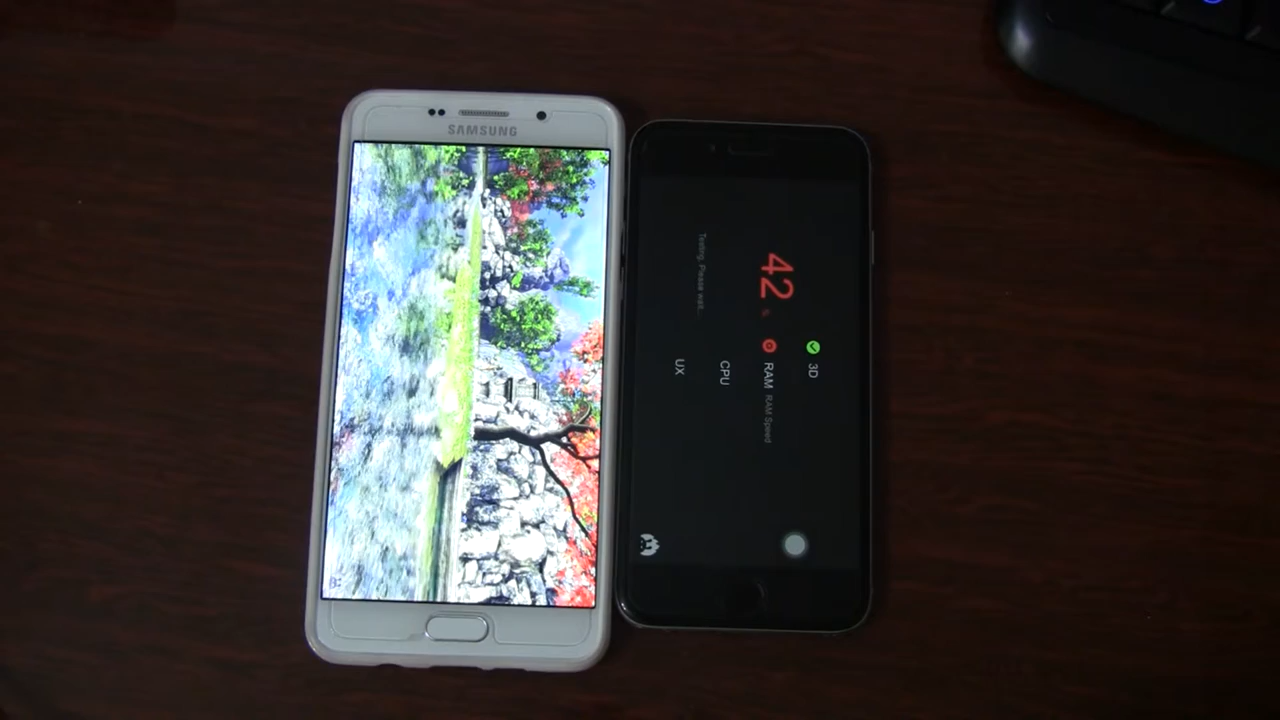 SAMSUNG
3D
42%
RAM RAM Speed
CPU
Testing. Please wait...
UX